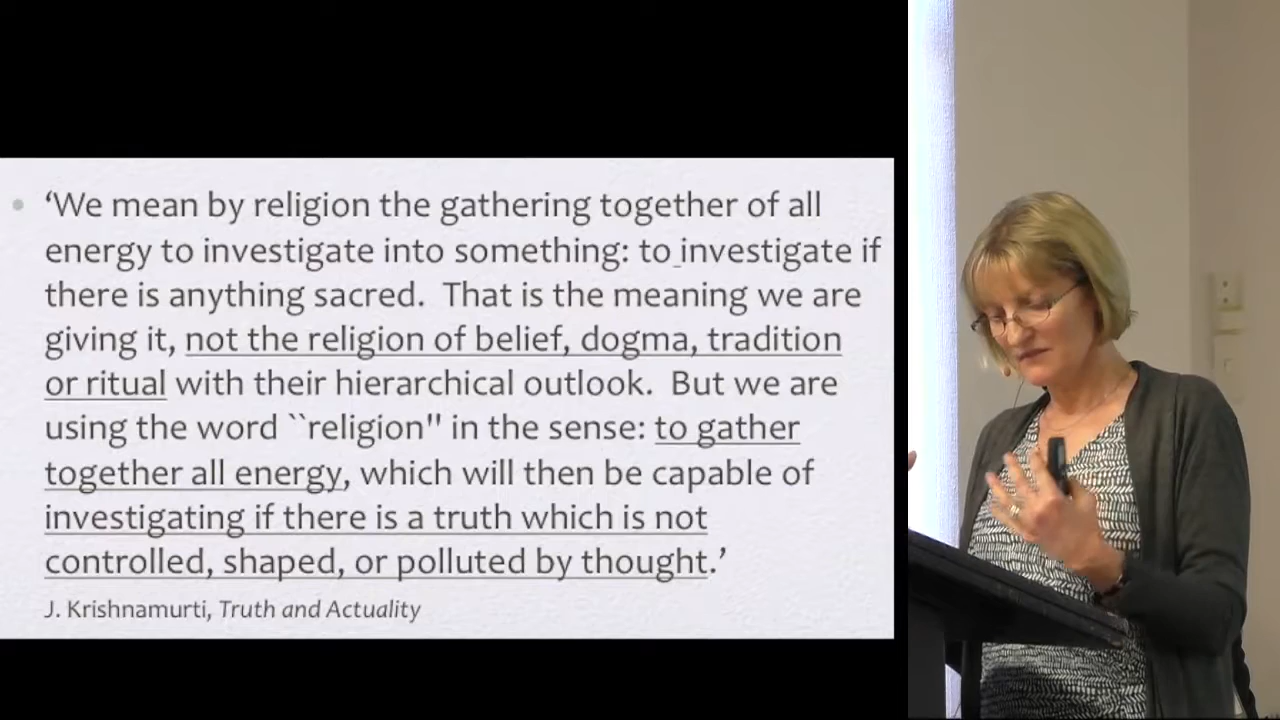 • ‘We mean by religion the gathering together of all
energy to investigate into something: to investigate if
there is anything sacred.  That is the meaning we are
giving it, not the religion of belief, dogma, tradition
or ritual with their hierarchical outlook.  But we are
using the word ``religion" in the sense: to gather
together all energy, which will then be capable of
investigating if there is a truth which is not
controlled, shaped, or polluted by thought.’
J. Krishnamurti, Truth and Actuality